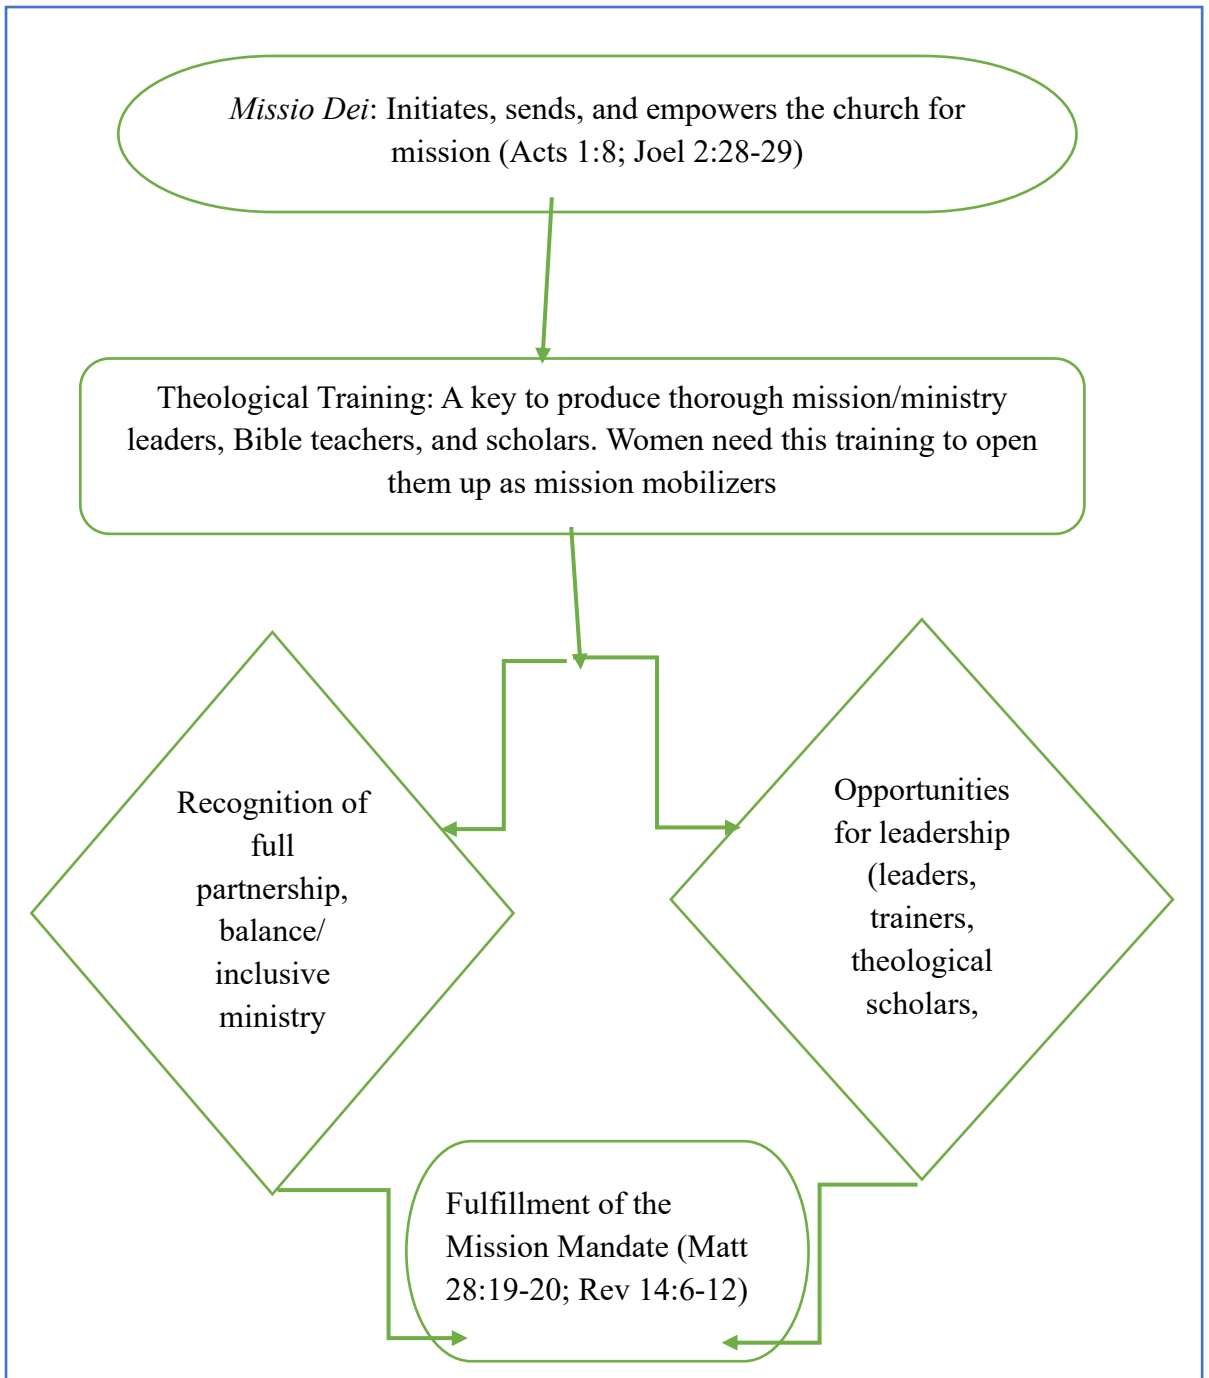 Missio Dei: Initiates, sends, and empowers the church for
mission (Acts 1:8; Joel 2:28-29)
Theological Training: A key to produce thorough mission/ministry
leaders, Bible teachers, and scholars. Women need this training to open
them up as mission mobilizers
Recognition of
full
partnership,
balance/
inclusive
ministry
Opportunities
for leadership
(leaders,
trainers,
theological
scholars,
Fulfillment of the
Mission Mandate (Matt
28:19-20; Rev 14:6-12)